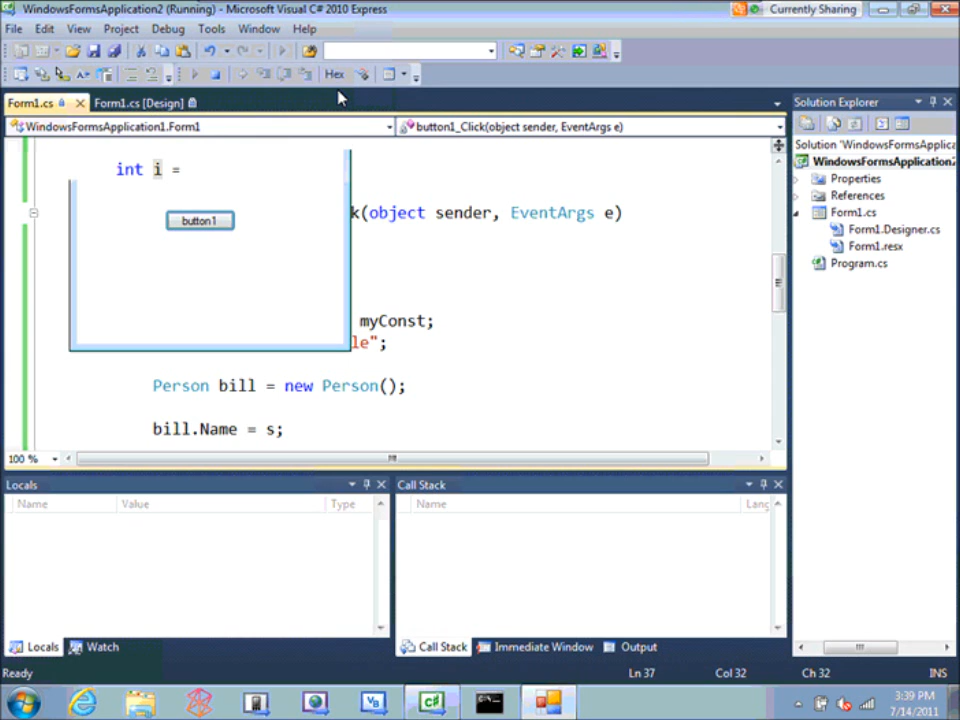 WindowsFormsApplication2 (Running) - Microsoft Visual C# 2010 Express
Currently Sharing
File Edit View Project Debug Tools Window Help
Hex
Form1.cs
Form1.cs [Design]
Solution Explorer
WindowsFormsApplication1.Form1
button1_Click(object sender, EventArgs e)
Solution 'WindowsFormsApplica
WindowsFormsApplication2
Properties
References
Form1.cs
Form1.Designer.cs
Form1.resx
Program.cs
int i =
button1
k(object sender, EventArgs e)
myConst;
le";
Person bill = new Person();
bill.Name = s;
100 %
Locals
Call Stack
Name Value Type
Name Lang
Locals Watch
Call Stack Immediate Window Output
Ready Ln 37 Col 32 Ch 32 INS
3:39 PM
7/14/2011